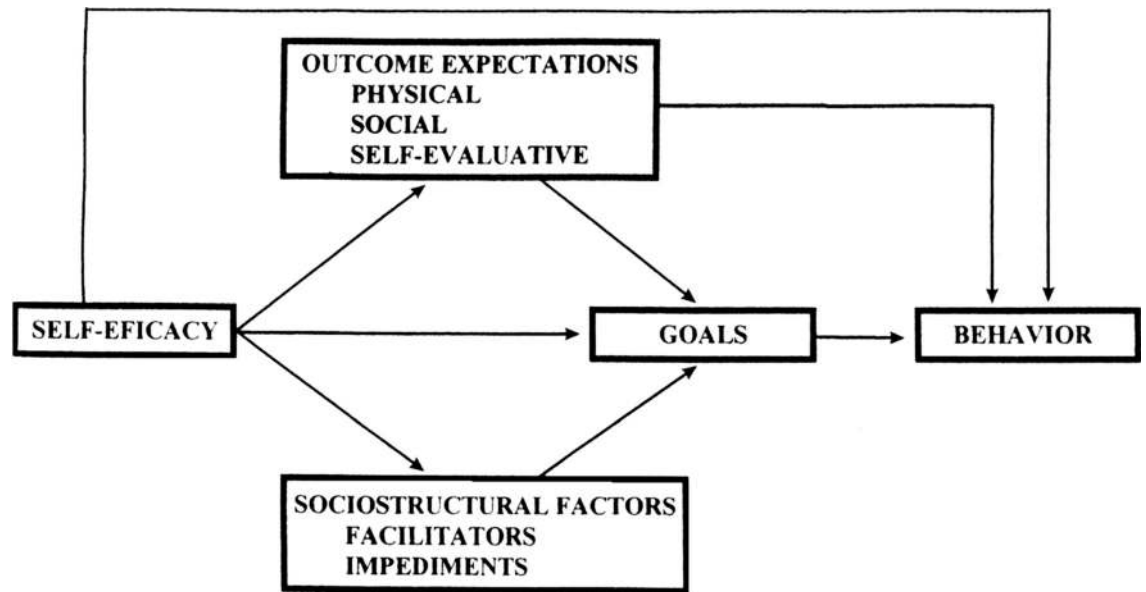 OUTCOME EXPECTATIONS
PHYSICAL
SOCIAL
SELF-EVALUATIVE
SELF-EFICACY
GOALS
BEHAVIOR
SOCIOSTRUCTURAL FACTORS
FACILITATORS
IMPEDIMENTS